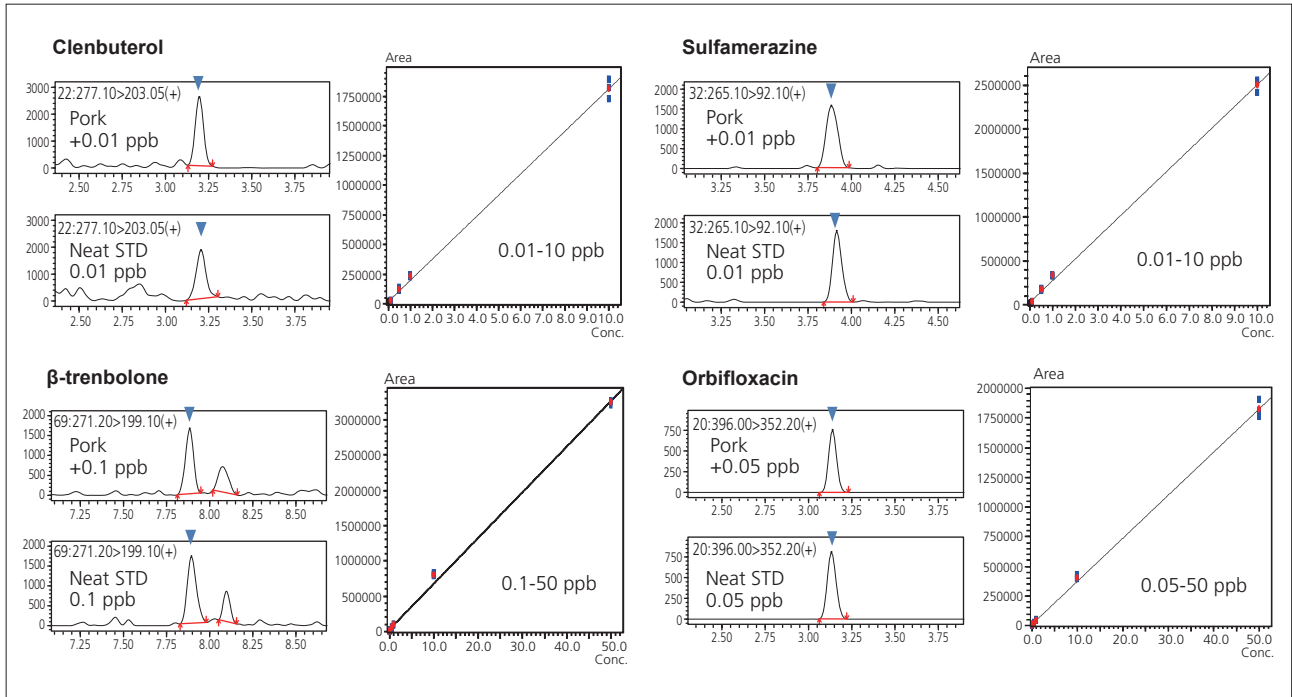 Clenbuterol
22:277.10>203.05(+)
Pork
+0.01 ppb
3000
2000
1000
0
2.50 2.75 3.00 3.25 3.50 3.75
22:277.10>203.05(+)
Neat STD
0.01 ppb
3000
2000
1000
0
2.50 2.75 3.00 3.25 3.50 3.75
Area
1750000
1500000
1250000
1000000
750000
500000
250000
0
0.01-10 ppb
0.0 1.0 2.0 3.0 4.0 5.0 6.0 7.0 8.0 9.0 10.0
Conc.
Sulfamerazine
32:265.10>92.10(+)
Pork
+0.01 ppb
2000
1500
1000
500
0
3.25 3.50 3.75 4.00 4.25 4.50
32:265.10>92.10(+)
Neat STD
0.01 ppb
2000
1500
1000
500
0
3.25 3.50 3.75 4.00 4.25 4.50
Area
2500000
2000000
1500000
1000000
500000
0
0.01-10 ppb
0.0 1.0 2.0 3.0 4.0 5.0 6.0 7.0 8.0 9.0 10.0
Conc.
β-trenbolone
69:271.20>199.10(+)
Pork
+0.1 ppb
2000
1500
1000
500
0
7.25 7.50 7.75 8.00 8.25 8.50
69:271.20>199.10(+)
Neat STD
0.1 ppb
2000
1500
1000
500
0
7.25 7.50 7.75 8.00 8.25 8.50
Area
3000000
2500000
2000000
1500000
1000000
500000
0
0.1-50 ppb
0.0 10.0 20.0 30.0 40.0 50.0
Conc.
Orbifloxacin
20:396.00>352.20(+)
Pork
+0.05 ppb
750
500
250
0
2.50 2.75 3.00 3.25 3.50 3.75
20:396.00>352.20(+)
Neat STD
0.05 ppb
750
500
250
0
2.50 2.75 3.00 3.25 3.50 3.75
Area
2000000
1750000
1500000
1250000
1000000
750000
500000
250000
0
0.05-50 ppb
0.0 10.0 20.0 30.0 40.0 50.0
Conc.